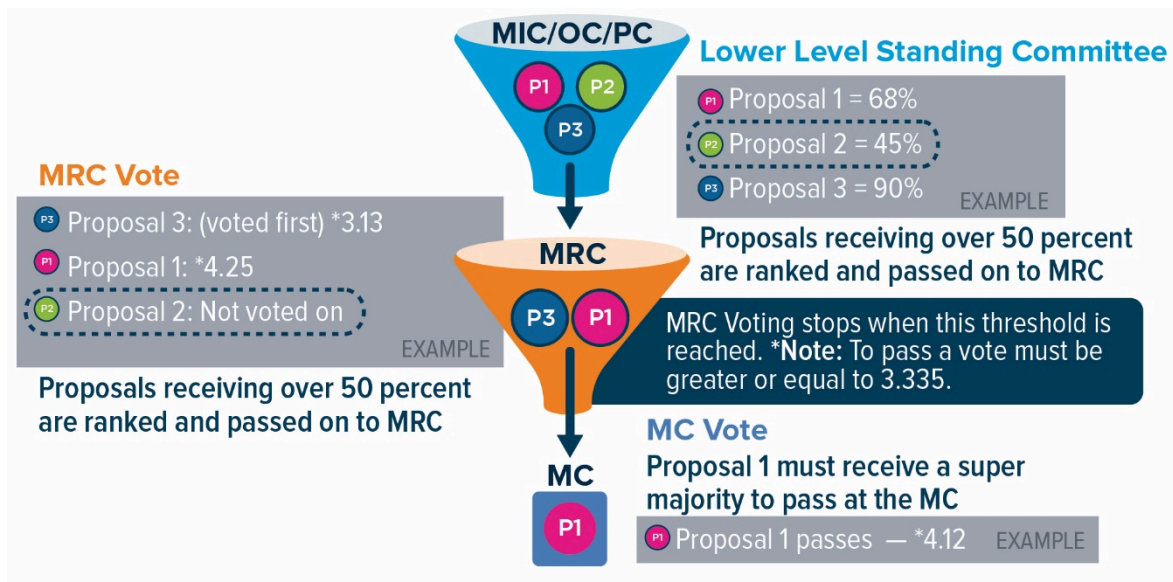 MIC/OC/PC
P1
P2
P3
Lower Level Standing Committee
P1 Proposal 1 = 68%
P2 Proposal 2 = 45%
P3 Proposal 3 = 90%
EXAMPLE
Proposals receiving over 50 percent
are ranked and passed on to MRC
MRC Vote
P3 Proposal 3: (voted first) *3.13
P1 Proposal 1: *4.25
P2 Proposal 2: Not voted on
EXAMPLE
Proposals receiving over 50 percent
are ranked and passed on to MRC
MRC
P3
P1
MRC Voting stops when this threshold is
reached. *Note: To pass a vote must be
greater or equal to 3.335.
MC Vote
Proposal 1 must receive a super
majority to pass at the MC
P1 Proposal 1 passes — *4.12 EXAMPLE
MC
P1